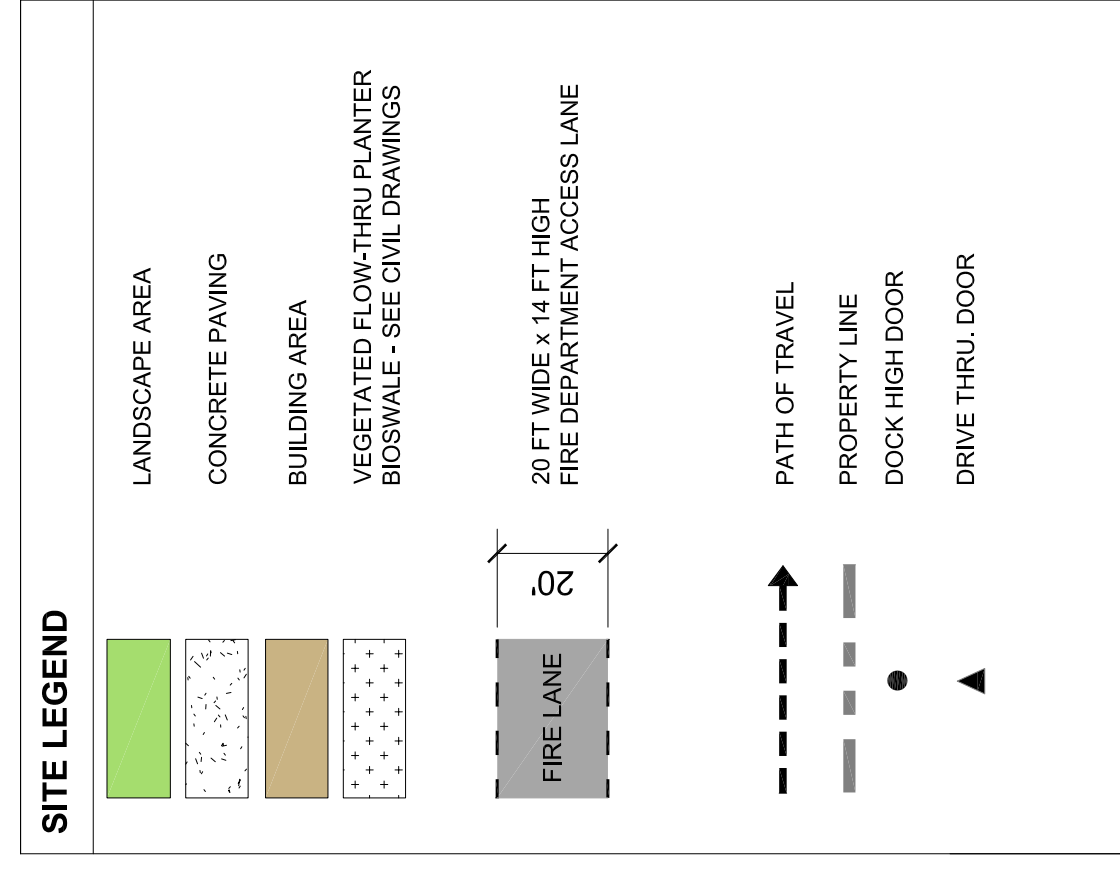 SITE LEGEND
LANDSCAPE AREA
CONCRETE PAVING
BUILDING AREA
VEGETATED FLOW-THRU PLANTER
BIOSWALE - SEE CIVIL DRAWINGS
FIRE LANE
20'
20 FT WIDE x 14 FT HIGH
FIRE DEPARTMENT ACCESS LANE
PATH OF TRAVEL
PROPERTY LINE
DOCK HIGH DOOR
DRIVE THRU. DOOR